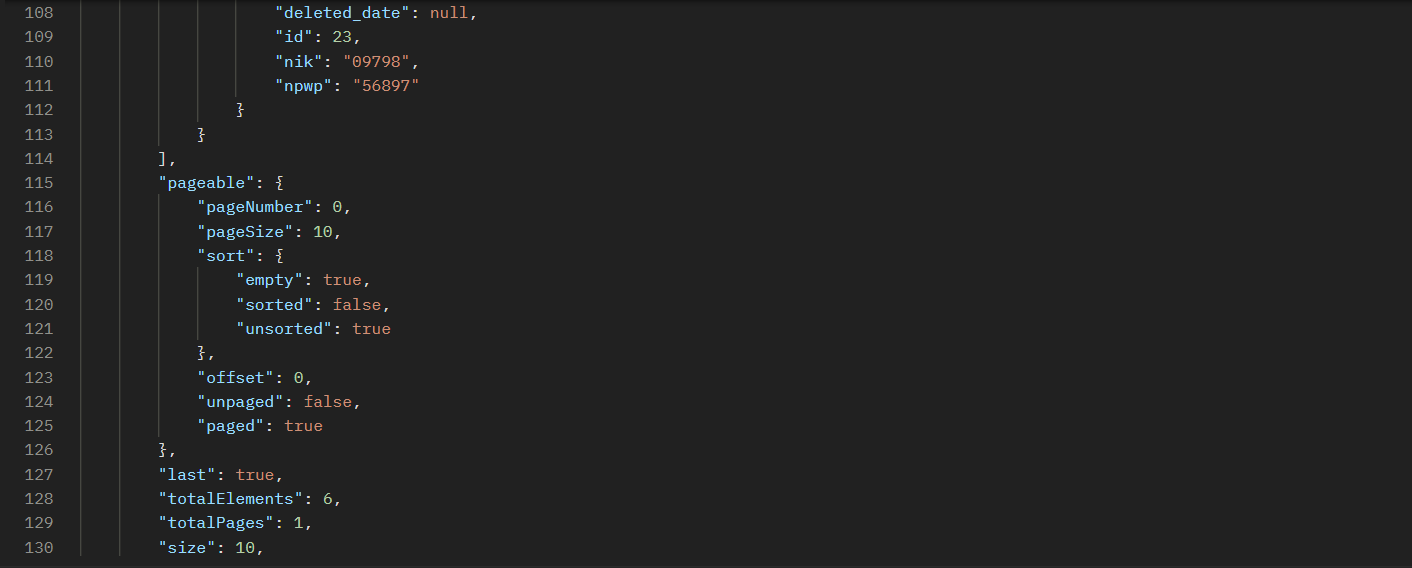 108 "deleted_date": null,
109 "id": 23,
110 "nik": "09798",
111 "npwp": "56897"
112 }
113 }
114 ],
115 "pageable": {
116 "pageNumber": 0,
117 "pageSize": 10,
118 "sort": {
119 "empty": true,
120 "sorted": false,
121 "unsorted": true
122 },
123 "offset": 0,
124 "unpaged": false,
125 "paged": true
126 },
127 "last": true,
128 "totalElements": 6,
129 "totalPages": 1,
130 "size": 10,